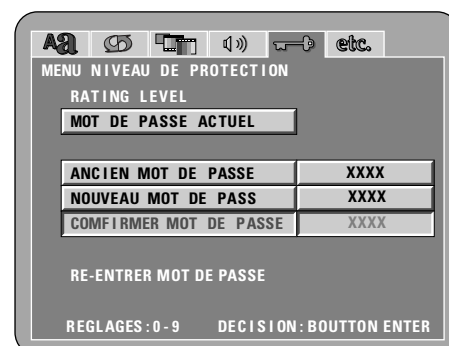 Aa etc.
MENU NIVEAU DE PROTECTION
RATING LEVEL
MOT DE PASSE ACTUEL
ANCIEN MOT DE PASSE XXXX
NOUVEAU MOT DE PASS XXXX
COMFIRMER MOT DE PASSE XXXX
RE-ENTRER MOT DE PASSE
REGLAGES:0-9 DECISION:BOUTTON ENTER